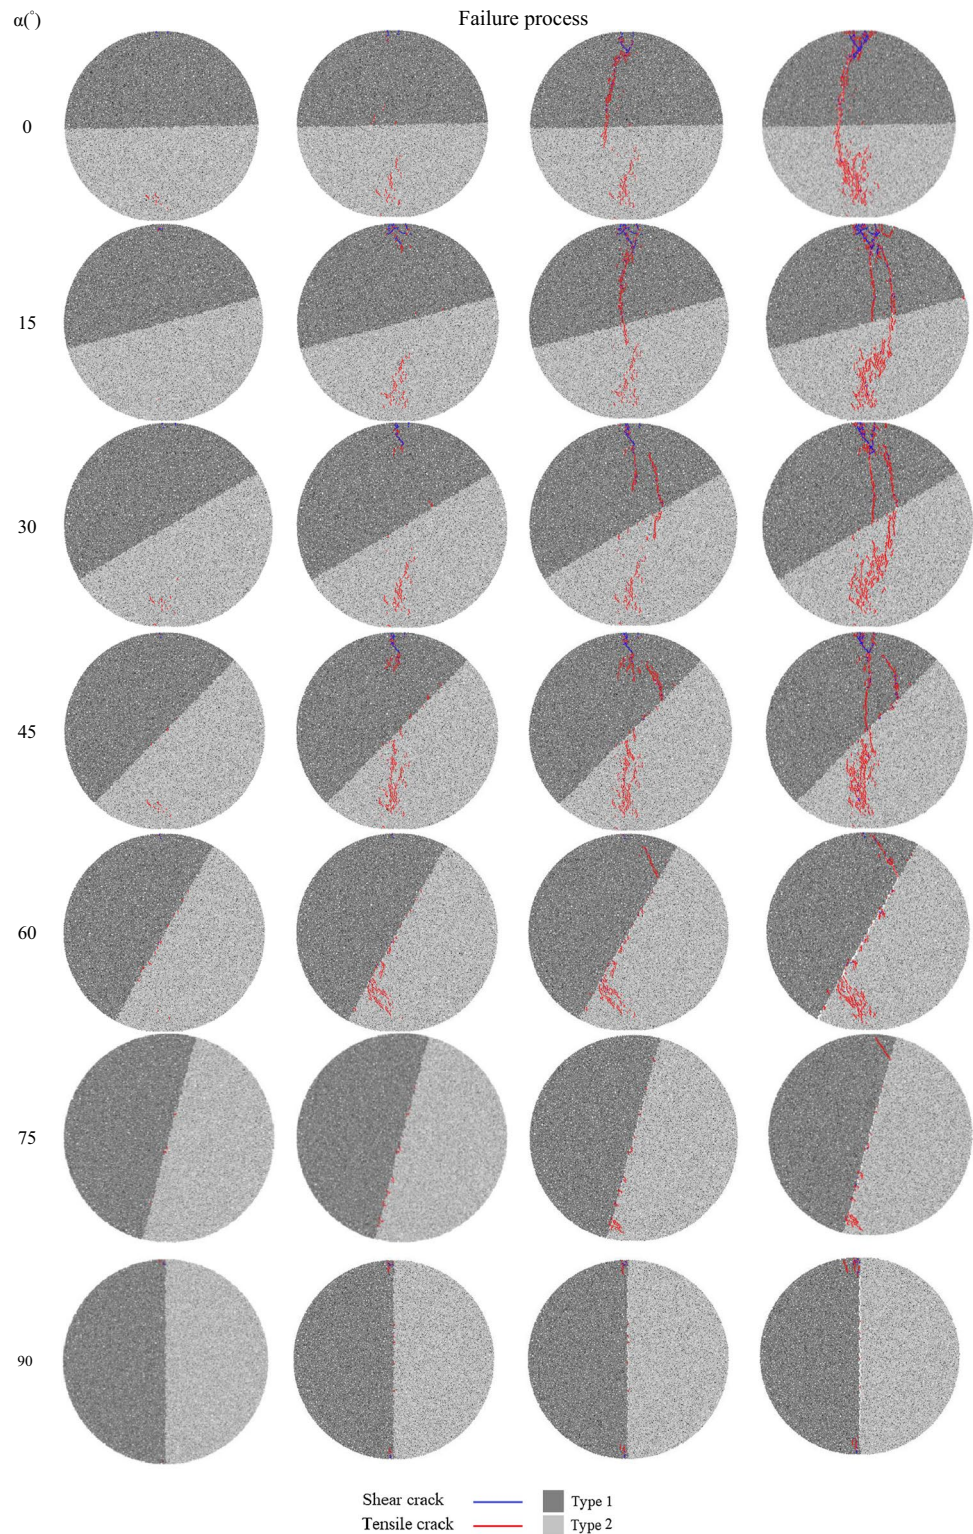 α(°)
Failure process
0
15
30
45
60
75
90
Shear crack
Type 1
Tensile crack
Type 2